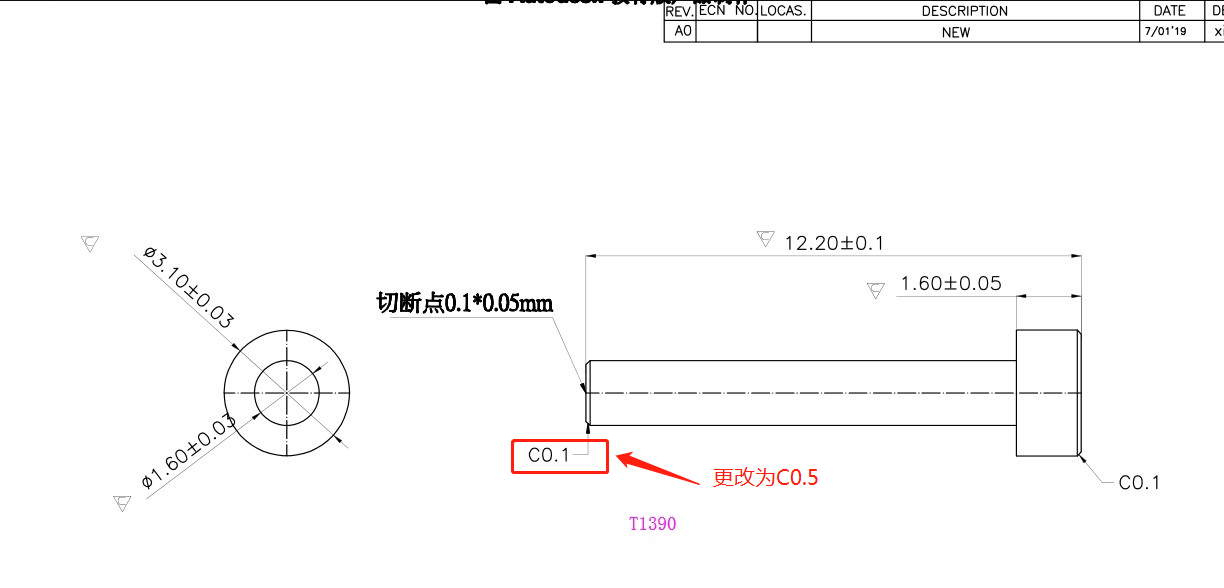 REV. ECN NO. LOCAS. DESCRIPTION DATE
A0 NEW 7/01'19
12.20±0.1
ø3.10±0.03
1.60±0.05
切断点0.1*0.05mm
ø1.60±0.03
C0.1
更改为C0.5
C0.1
T1390